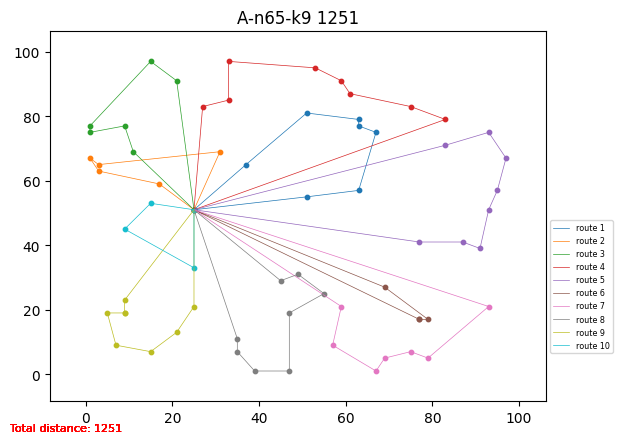 A-n65-k9 1251
100
80
60
40
20
0
0 20 40 60 80 100
route 1
route 2
route 3
route 4
route 5
route 6
route 7
route 8
route 9
route 10
Total distance: 1251